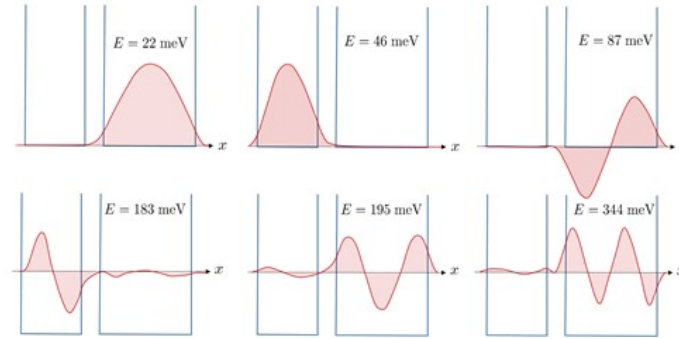 E = 22 meV
E = 46 meV
E = 87 meV
x
x
x
E = 183 meV
E = 195 meV
E = 344 meV
x
x
x